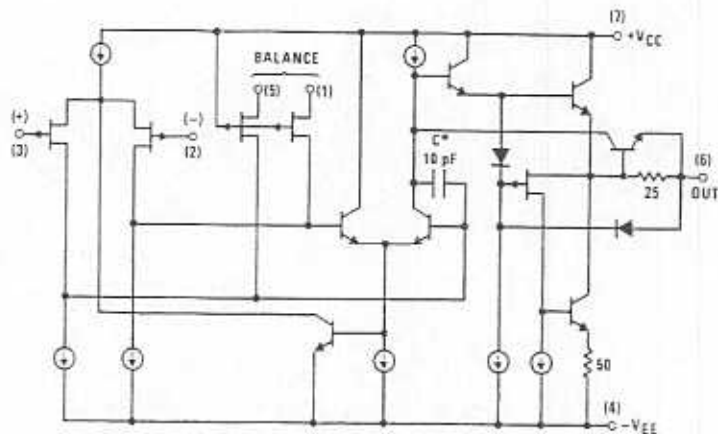 (7)
+VCC
BALANCE
(5) (1)
(+)
(3)
(-)
(2)
C*
10 pF
(6)
OUT
25
50
(4)
-VEE